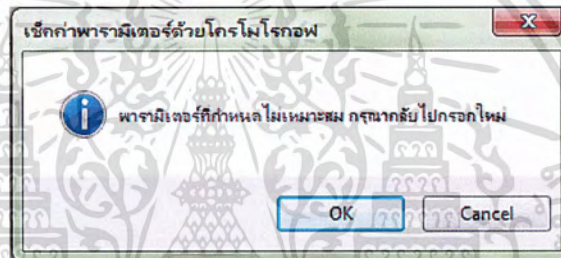 เช็คค่าพารามิเตอร์ด้วยโครโมโรกอฟ
พารามิเตอร์ที่กำหนดไม่เหมาะสม กรุณากลับไปกรอกใหม่
OK
Cancel